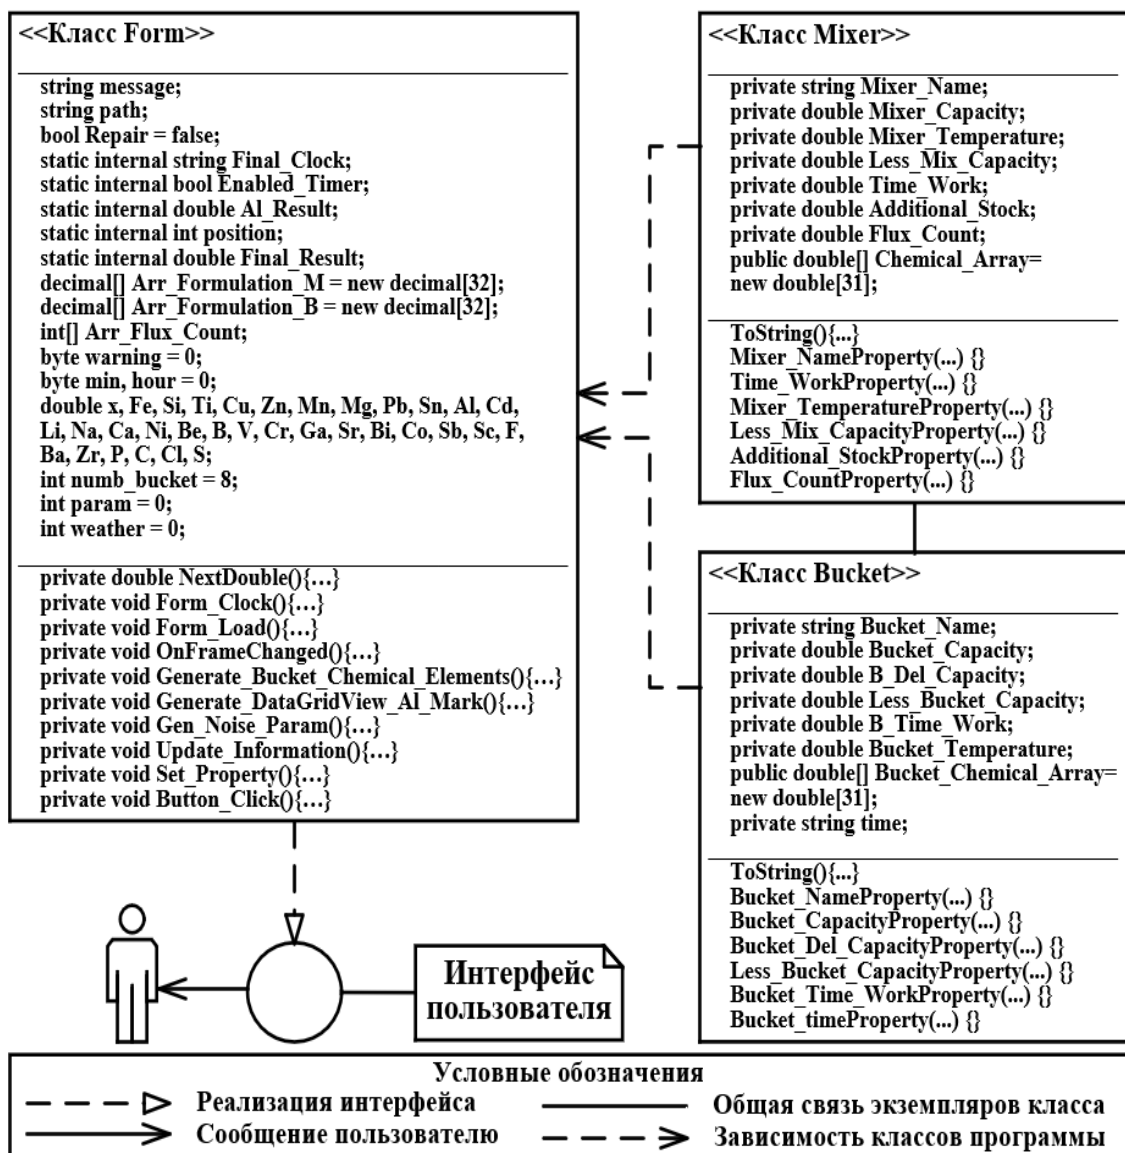 <<Класс Form>>
string message;
string path;
bool Repair = false;
static internal string Final_Clock;
static internal bool Enabled_Timer;
static internal double Al_Result;
static internal int position;
static internal double Final_Result;
decimal[] Arr_Formulation_M = new decimal[32];
decimal[] Arr_Formulation_B = new decimal[32];
int[] Arr_Flux_Count;
byte warning = 0;
byte min, hour = 0;
double x, Fe, Si, Ti, Cu, Zn, Mn, Mg, Pb, Sn, Al, Cd,
Li, Na, Ca, Ni, Be, B, V, Cr, Ga, Sr, Bi, Co, Sb, Sc, F,
Ba, Zr, P, C, Cl, S;
int numb_bucket = 8;
int param = 0;
int weather = 0;
private double NextDouble(){...}
private void Form_Clock(){...}
private void Form_Load(){...}
private void OnFrameChanged(){...}
private void Generate_Bucket_Chemical_Elements(){...}
private void Generate_DataGridView_Al_Mark(){...}
private void Gen_Noise_Param(){...}
private void Update_Information(){...}
private void Set_Property(){...}
private void Button_Click(){...}
<<Класс Mixer>>
private string Mixer_Name;
private double Mixer_Capacity;
private double Mixer_Temperature;
private double Less_Mix_Capacity;
private double Time_Work;
private double Additional_Stock;
private double Flux_Count;
public double[] Chemical_Array=
new double[31];
ToString(){...}
Mixer_NameProperty(...) {}
Time_WorkProperty(...) {}
Mixer_TemperatureProperty(...) {}
Less_Mix_CapacityProperty(...) {}
Additional_StockProperty(...) {}
Flux_CountProperty(...) {}
<<Класс Bucket>>
private string Bucket_Name;
private double Bucket_Capacity;
private double B_Del_Capacity;
private double Less_Bucket_Capacity;
private double B_Time_Work;
private double Bucket_Temperature;
public double[] Bucket_Chemical_Array=
new double[31];
private string time;
ToString(){...}
Bucket_NameProperty(...) {}
Bucket_CapacityProperty(...) {}
Bucket_Del_CapacityProperty(...) {}
Less_Bucket_CapacityProperty(...) {}
Bucket_Time_WorkProperty(...) {}
Bucket_timeProperty(...) {}
Интерфейс
пользователя
Условные обозначения
Реализация интерфейса
Общая связь экземпляров класса
Сообщение пользователю
Зависимость классов программы